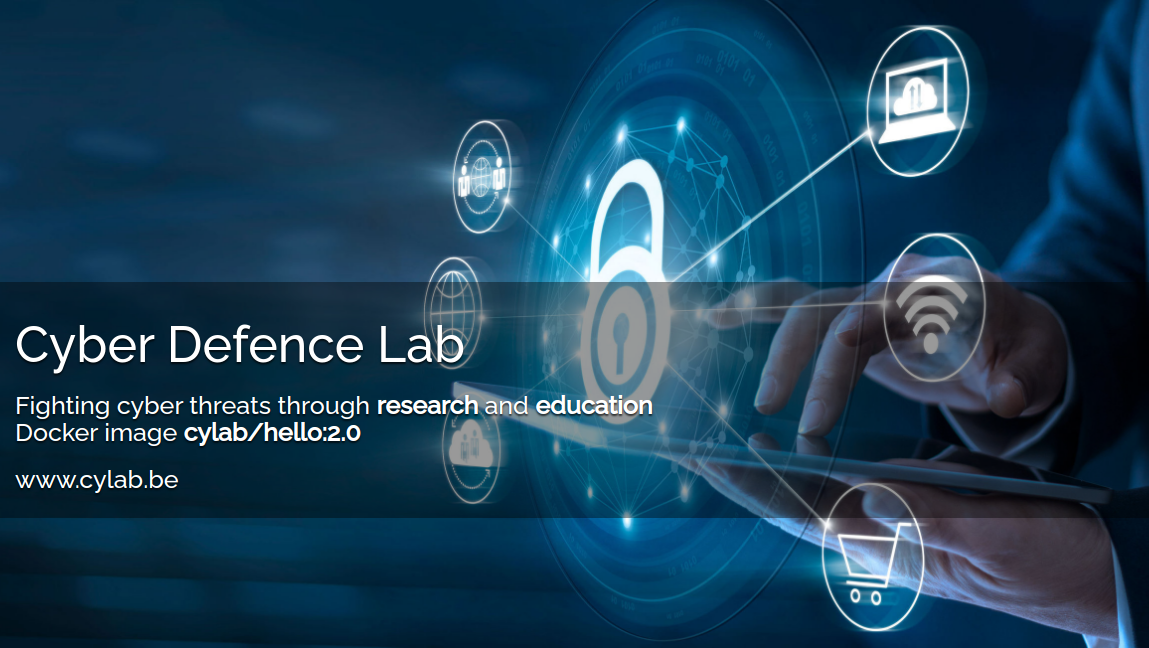 Cyber Defence Lab
Fighting cyber threats through research and education
Docker image cylab/hello:2.0
www.cylab.be